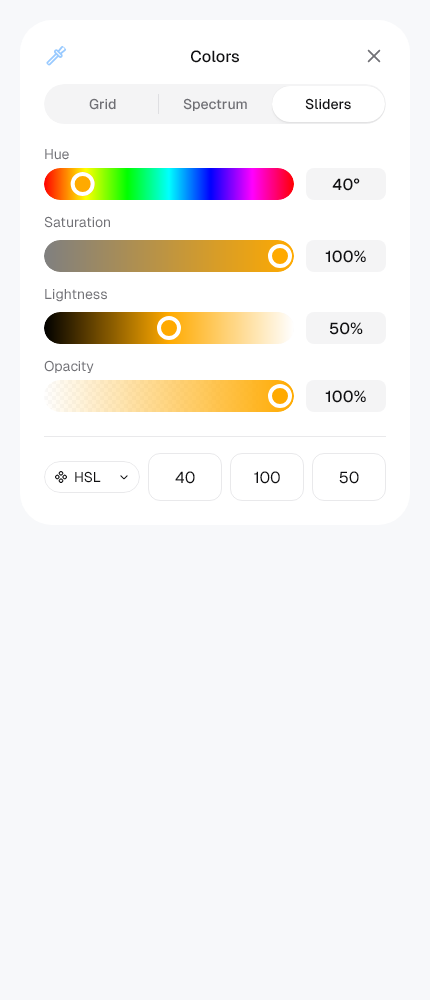 Colors
Grid Spectrum Sliders
Hue
40°
Saturation
100%
Lightness
50%
Opacity
100%
HSL 40 100 50